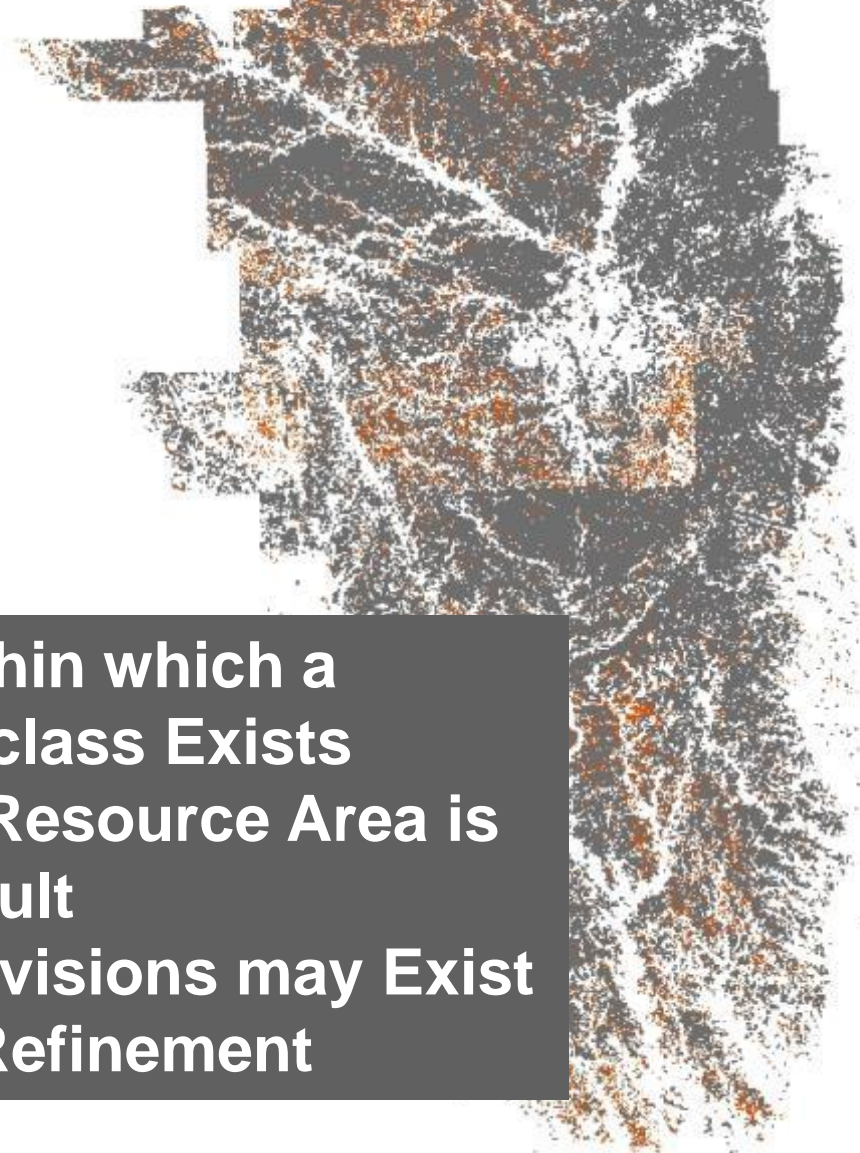 hin which a
class Exists
Resource Area is
ult
visions may Exist
Refinement